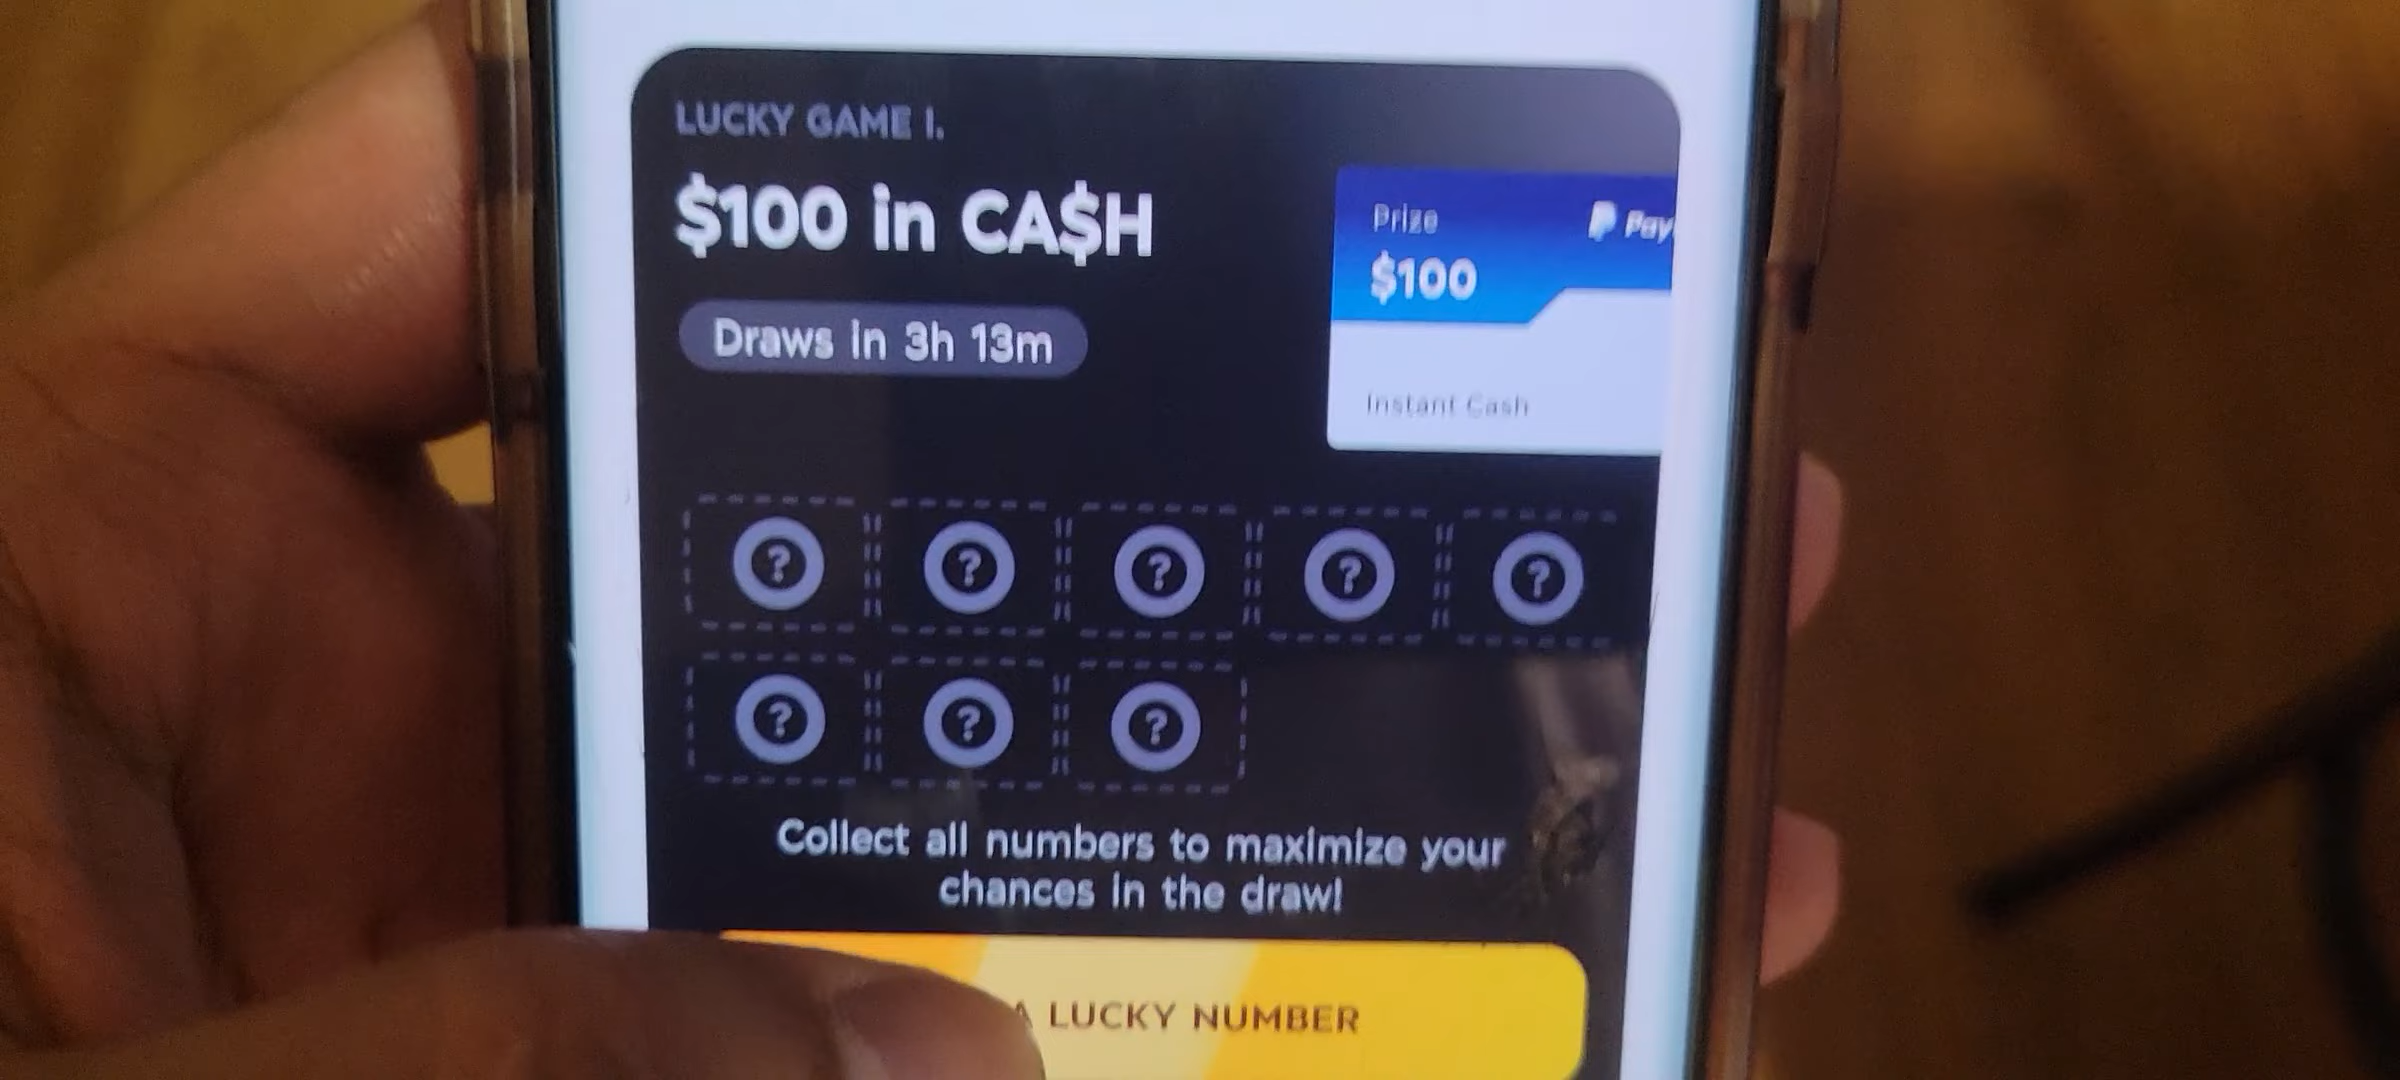 LUCKY GAME I.
$100 in CA$H
Draws in 3h 13m
Prize
Pay
$100
Instant Cash
? ? ? ? ?
? ? ?
Collect all numbers to maximize your
chances in the draw!
A LUCKY NUMBER